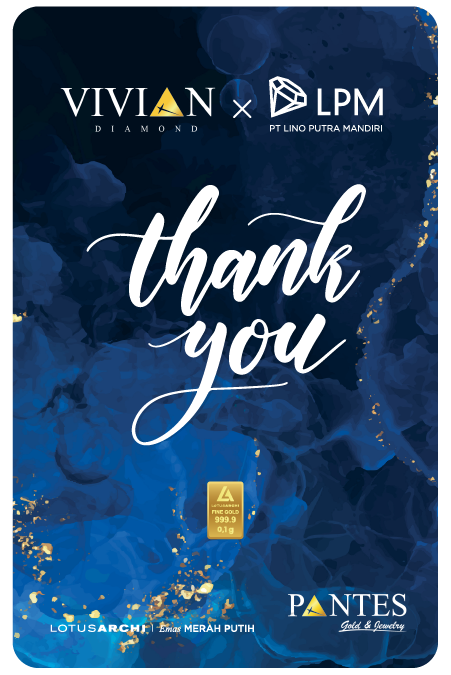 VIVIAN × LPM
DIAMOND PT LINO PUTRA MANDIRI
thank
you
LA
LOTUSARCHI
FINE GOLD
999.9
0,1 g
PANTES
Gold & Jewelry
LOTUSARCHI | Emas MERAH PUTIH